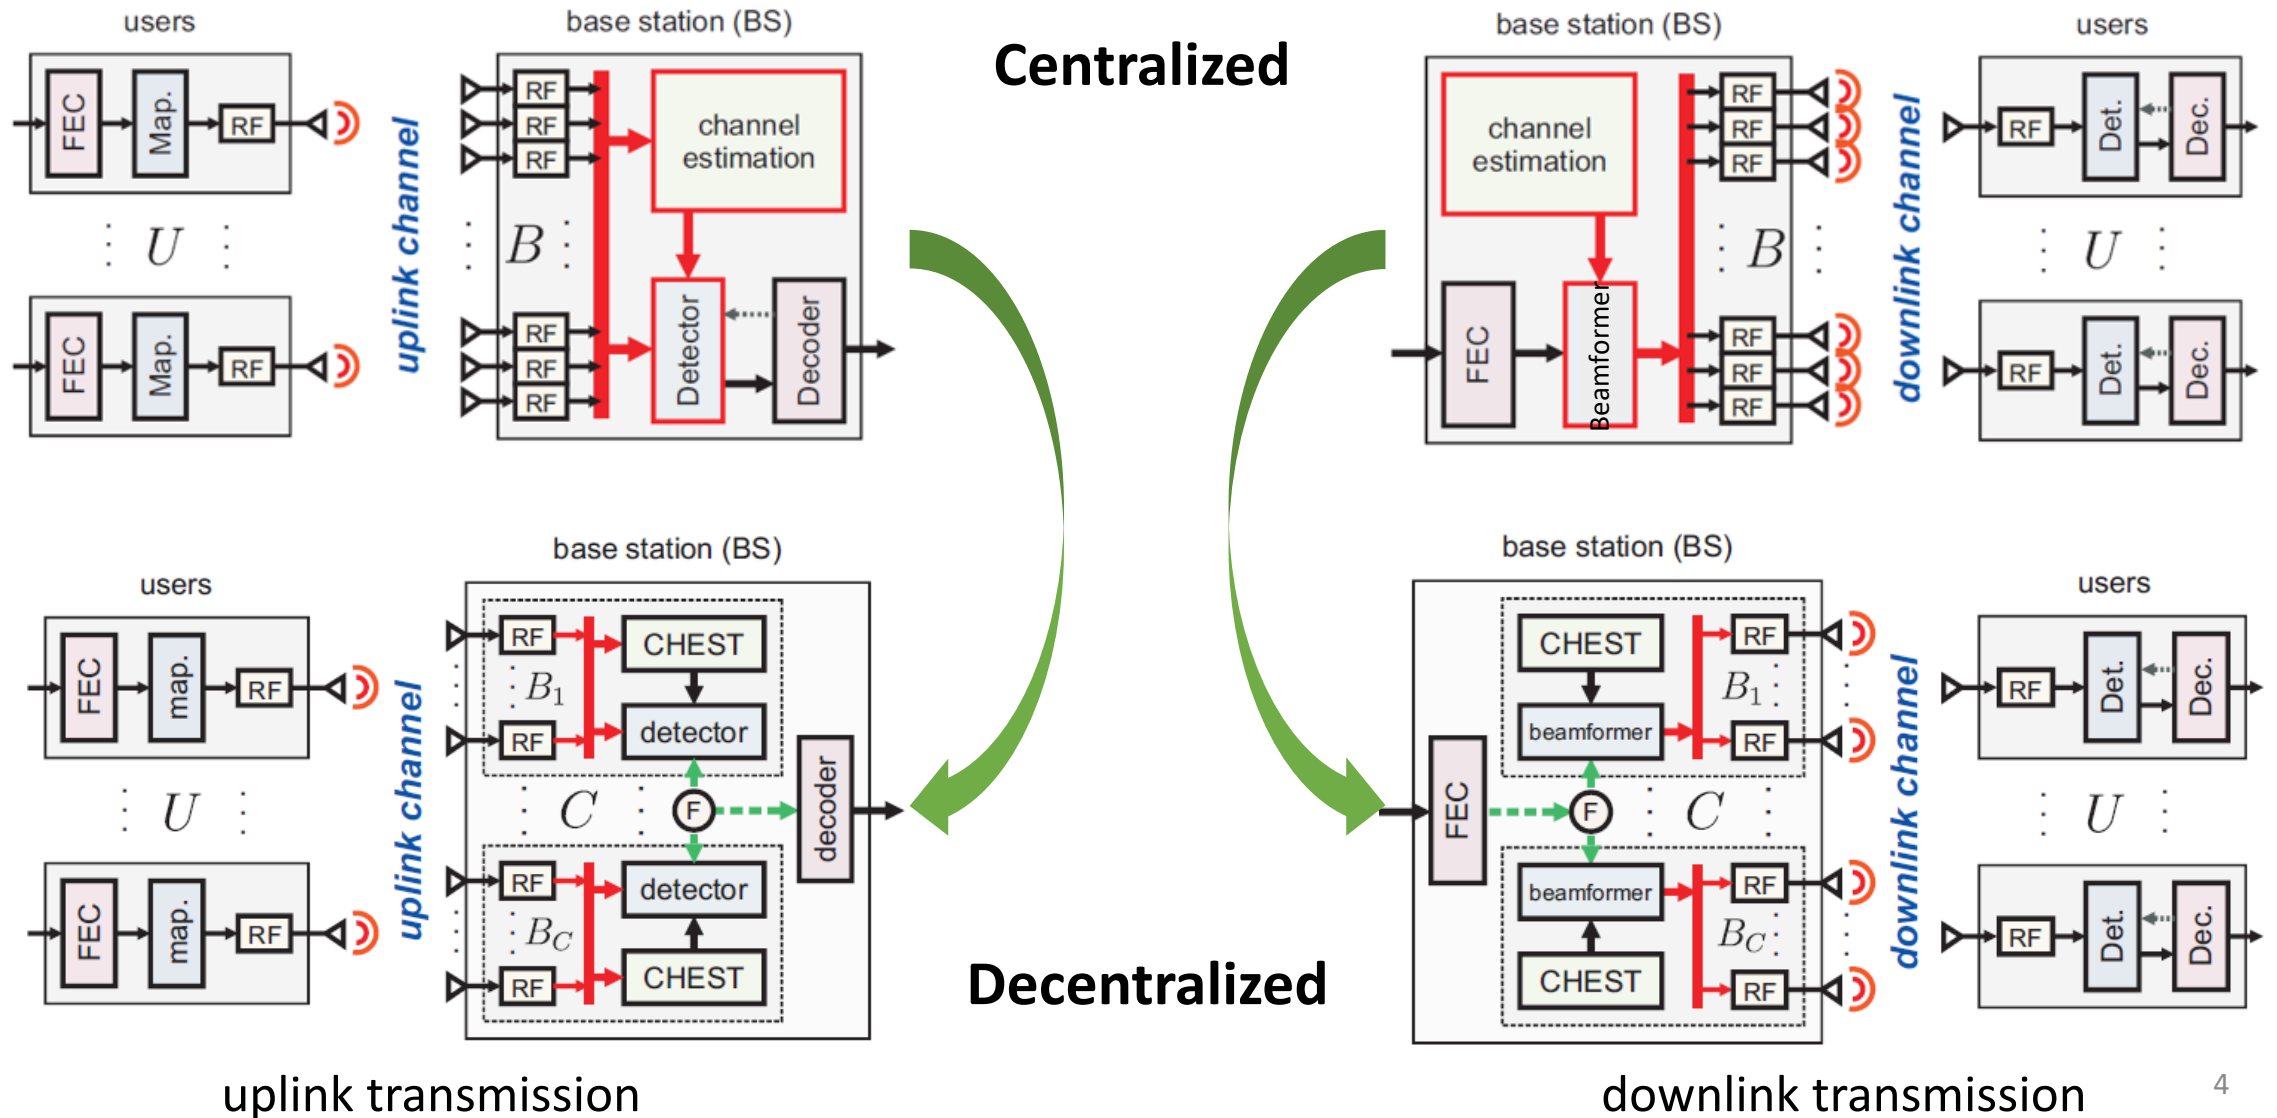 users
base station (BS)
Centralized
base station (BS)
users
FEC
Map.
RF
uplink channel
RF
RF
RF
channel
estimation
U
B
FEC
Map.
RF
RF
RF
RF
Detector
Decoder
channel
estimation
RF
RF
RF
downlink channel
RF
Det.
Dec.
B
U
FEC
Beamformer
RF
RF
RF
RF
Det.
Dec.
users
base station (BS)
base station (BS)
users
FEC
map.
RF
uplink channel
RF
B1
RF
CHEST
detector
U
C
F
decoder
FEC
map.
RF
RF
BC
RF
detector
CHEST
CHEST
beamformer
RF
B1
RF
downlink channel
RF
Det.
Dec.
FEC
F
C
U
beamformer
CHEST
RF
BC
RF
RF
Det.
Dec.
Decentralized
uplink transmission
downlink transmission
4